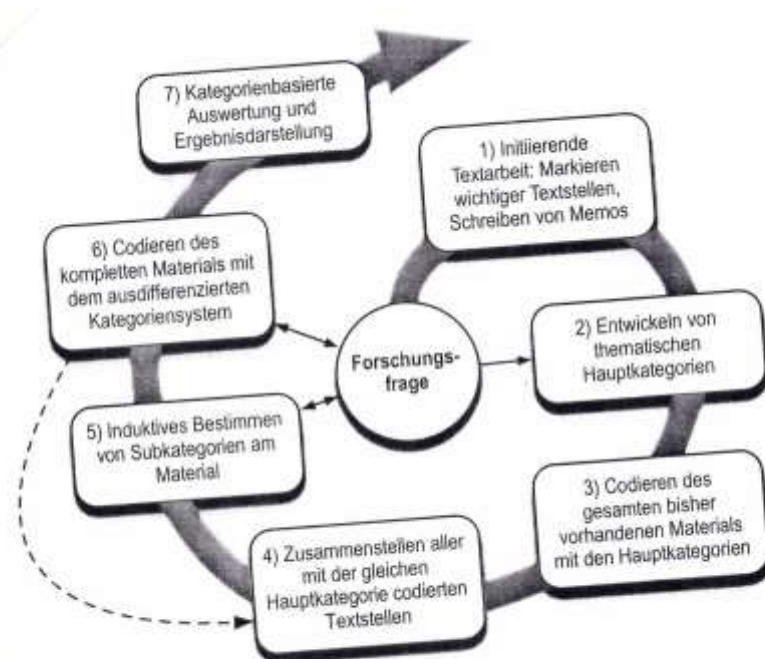 7) Kategorienbasierte
Auswertung und
Ergebnisdarstellung
1) Initiierende
Textarbeit: Markieren
wichtiger Textstellen,
Schreiben von Memos
6) Codieren des
kompletten Materials mit
dem ausdifferenzierten
Kategoriensystem
Forschungs-
frage
2) Entwickeln von
thematischen
Hauptkategorien
5) Induktives Bestimmen
von Subkategorien am
Material
3) Codieren des
gesamten bisher
vorhandenen Materials
mit den Hauptkategorien
4) Zusammenstellen aller
mit der gleichen
Hauptkategorie codierten
Textstellen